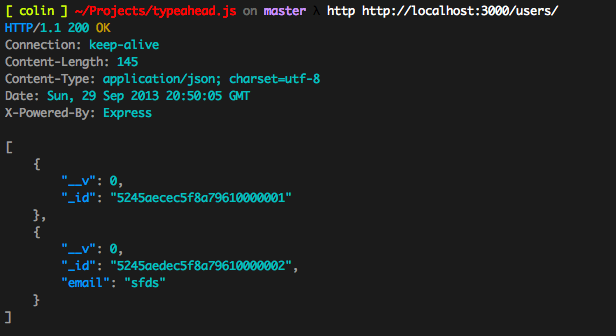 [ colin ] ~/Projects/typeahead.js on master λ http http://localhost:3000/users/
HTTP/1.1 200 OK
Connection: keep-alive
Content-Length: 145
Content-Type: application/json; charset=utf-8
Date: Sun, 29 Sep 2013 20:50:05 GMT
X-Powered-By: Express

[
    {
        "__v": 0,
        "_id": "5245aecec5f8a79610000001"
    },
    {
        "__v": 0,
        "_id": "5245aedec5f8a79610000002",
        "email": "sfds"
    }
]